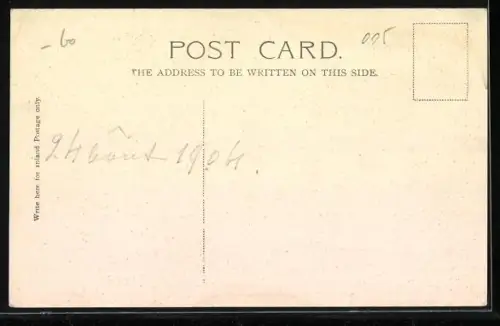 -60
005
POST CARD.
THE ADDRESS TO BE WRITTEN ON THIS SIDE.
Write here for inland Postage only.
24 Août 1904.